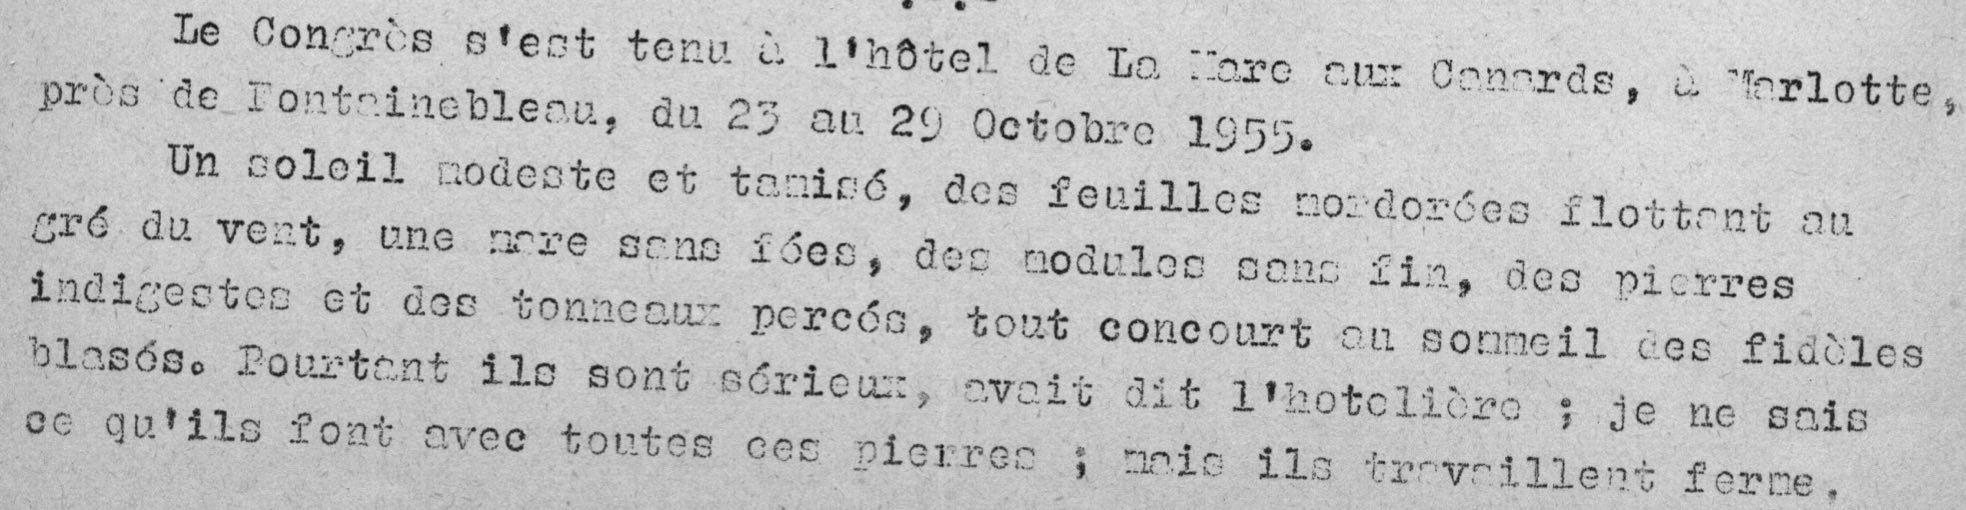 Le Congrès s'est tenu à l'hôtel de La Mare aux Canards, à Marlotte,
près de Fontainebleau, du 23 au 29 Octobre 1955.
Un soleil modeste et tamisé, des feuilles mordorées flottant au
gré du vent, une mare sans fées, des modules sans fin, des pierres
indigestes et des tonneaux percés, tout concourt au sommeil des fidèles
blasés. Pourtant ils sont sérieux, avait dit l'hotelière ; je ne sais
ce qu'ils font avec toutes ces pierres ; mais ils travaillent ferme.